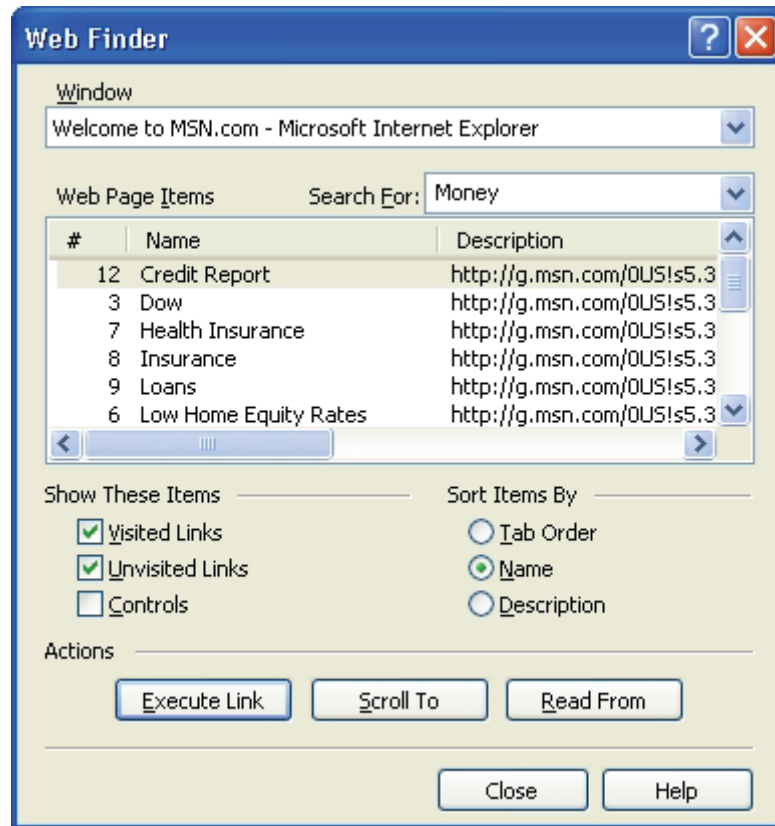 Web Finder
Window
Welcome to MSN.com - Microsoft Internet Explorer
Web Page Items Search For: Money
# Name Description
12 Credit Report http://g.msn.com/0US!s5.3
3 Dow http://g.msn.com/0US!s5.3
7 Health Insurance http://g.msn.com/0US!s5.3
8 Insurance http://g.msn.com/0US!s5.3
9 Loans http://g.msn.com/0US!s5.3
6 Low Home Equity Rates http://g.msn.com/0US!s5.3
Show These Items Sort Items By
Visited Links Tab Order
Unvisited Links Name
Controls Description
Actions
Execute Link Scroll To Read From
Close Help